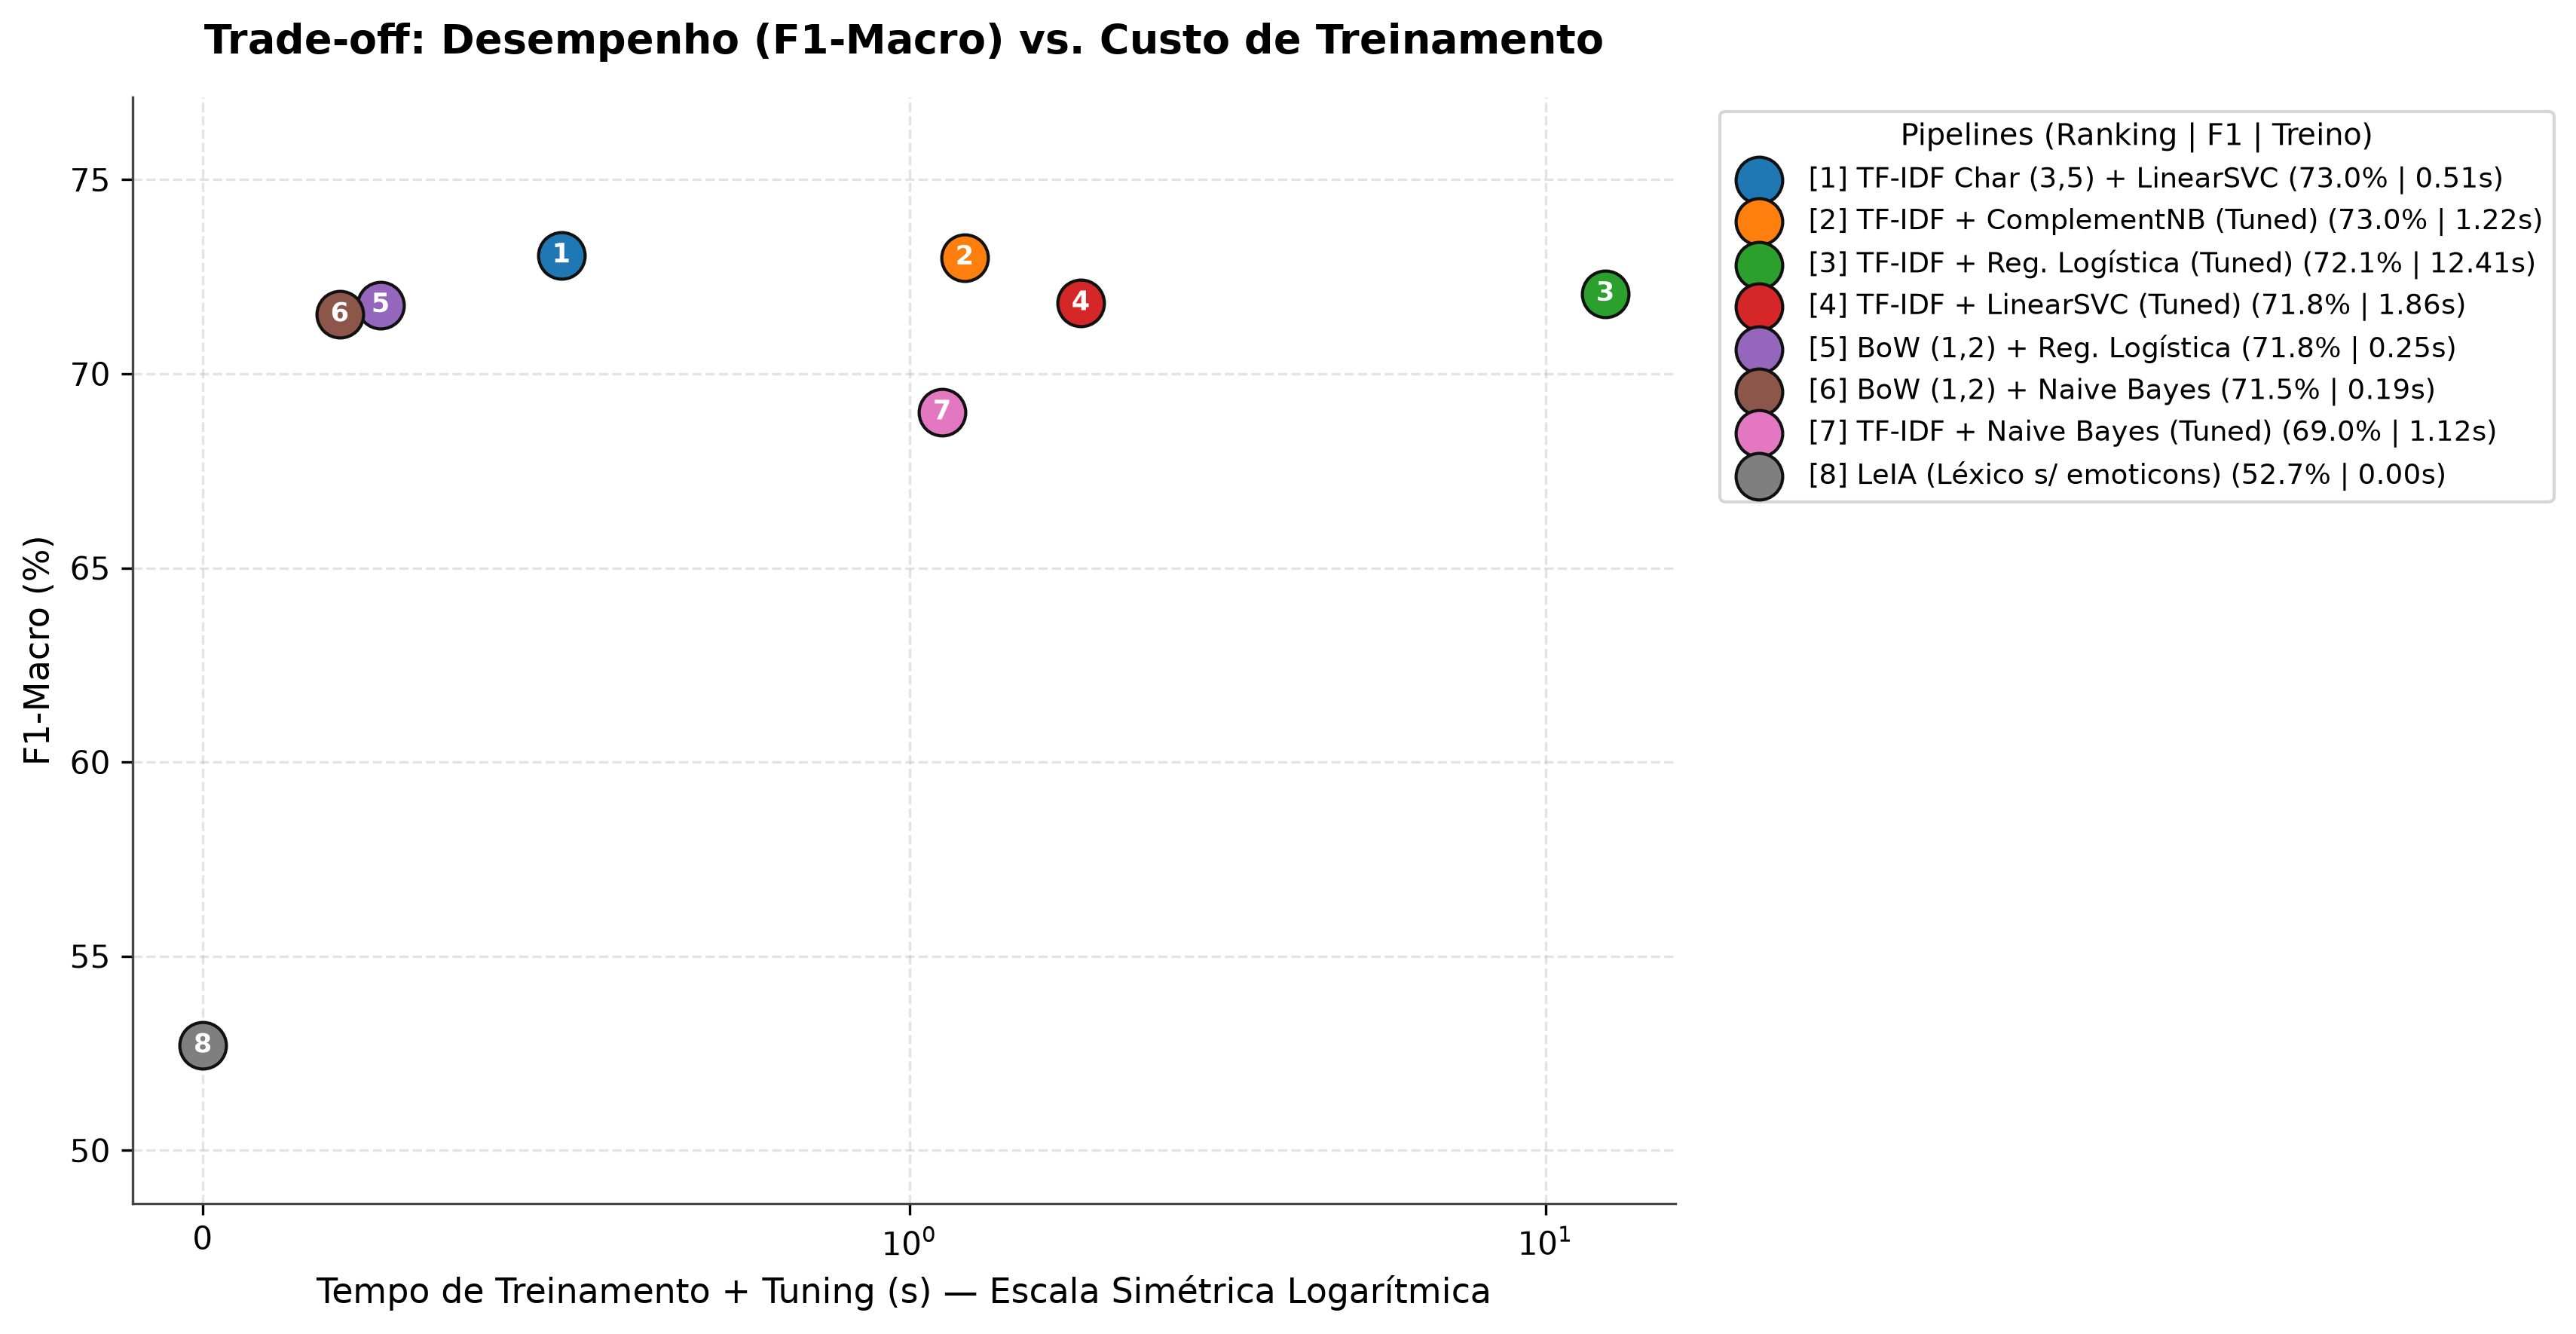 Trade-off: Desempenho (F1-Macro) vs. Custo de Treinamento
F1-Macro (%)
75
70
65
60
55
50
1
2
3
4
5
6
7
8
0
10⁰
10¹
Tempo de Treinamento + Tuning (s) — Escala Simétrica Logarítmica
Pipelines (Ranking | F1 | Treino)
[1] TF-IDF Char (3,5) + LinearSVC (73.0% | 0.51s)
[2] TF-IDF + ComplementNB (Tuned) (73.0% | 1.22s)
[3] TF-IDF + Reg. Logística (Tuned) (72.1% | 12.41s)
[4] TF-IDF + LinearSVC (Tuned) (71.8% | 1.86s)
[5] BoW (1,2) + Reg. Logística (71.8% | 0.25s)
[6] BoW (1,2) + Naive Bayes (71.5% | 0.19s)
[7] TF-IDF + Naive Bayes (Tuned) (69.0% | 1.12s)
[8] LeIA (Léxico s/ emoticons) (52.7% | 0.00s)